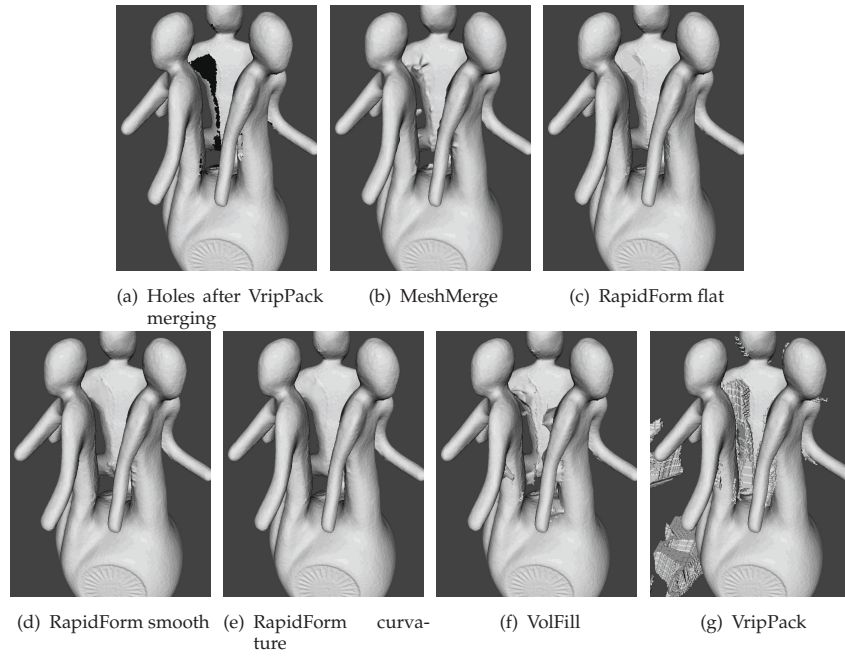 (a) Holes after VripPack
merging
(b) MeshMerge
(c) RapidForm flat
(d) RapidForm smooth
(e) RapidForm curva-
ture
(f) VolFill
(g) VripPack